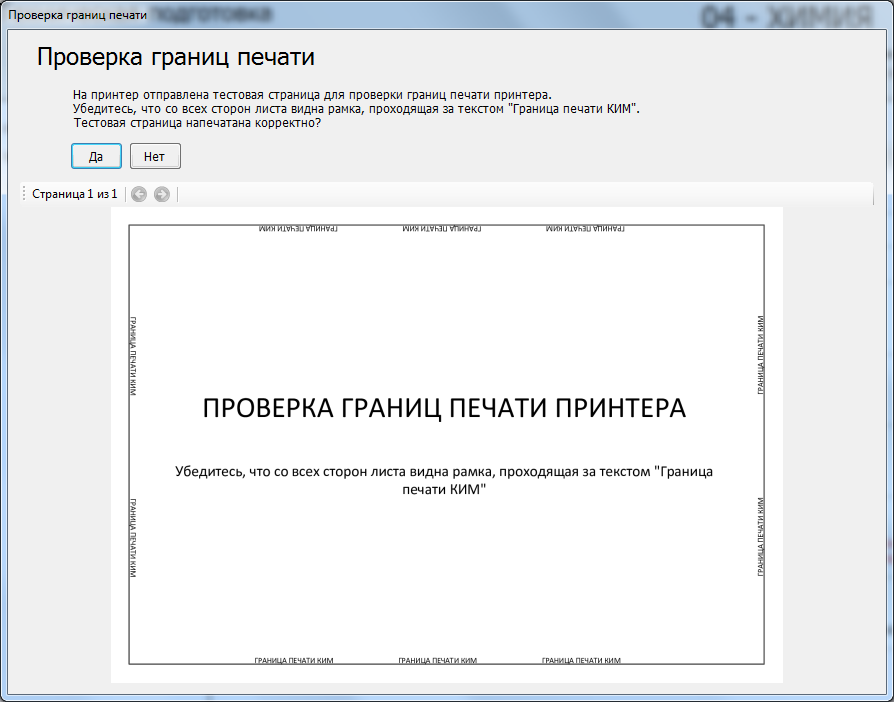 Проверка границ печати
подготовка
04 - ХИМИЯ
Проверка границ печати
На принтер отправлена тестовая страница для проверки границ печати принтера.
Убедитесь, что со всех сторон листа видна рамка, проходящая за текстом "Граница печати КИМ".
Тестовая страница напечатана корректно?
Да
Нет
Страница 1 из 1
ГРАНИЦА ПЕЧАТИ КИМ
ГРАНИЦА ПЕЧАТИ КИМ
ГРАНИЦА ПЕЧАТИ КИМ
ГРАНИЦА ПЕЧАТИ КИМ
ГРАНИЦА ПЕЧАТИ КИМ
ПРОВЕРКА ГРАНИЦ ПЕЧАТИ ПРИНТЕРА
Убедитесь, что со всех сторон листа видна рамка, проходящая за текстом "Граница
печати КИМ"
ГРАНИЦА ПЕЧАТИ КИМ
ГРАНИЦА ПЕЧАТИ КИМ
ГРАНИЦА ПЕЧАТИ КИМ
ГРАНИЦА ПЕЧАТИ КИМ
ГРАНИЦА ПЕЧАТИ КИМ